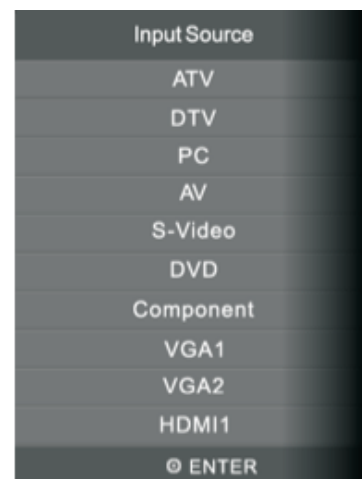 Input Source
ATV
DTV
PC
AV
S-Video
DVD
Component
VGA1
VGA2
HDMI1
⊙ ENTER